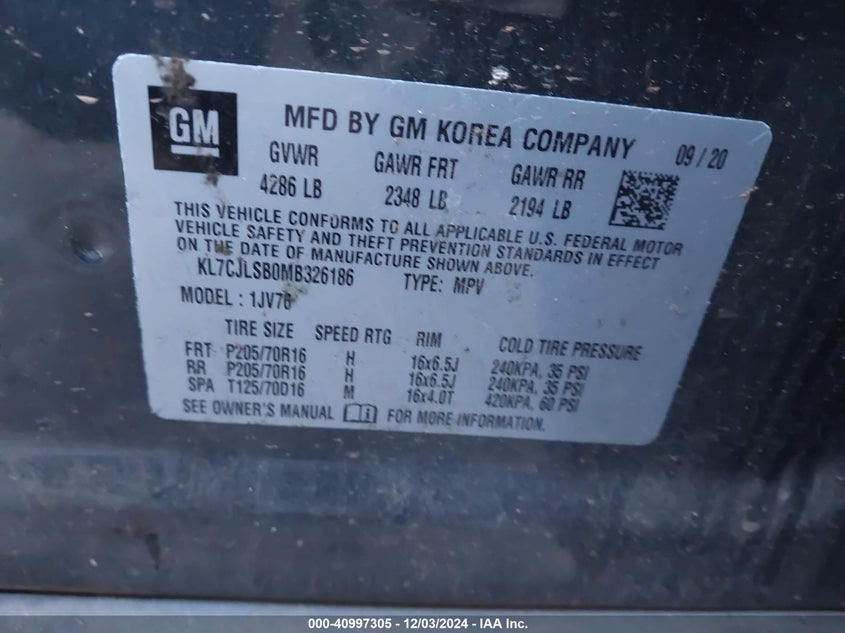 GM
MFD BY GM KOREA COMPANY 09/20
GVWR GAWR FRT GAWR RR
4286 LB 2348 LB 2194 LB
THIS VEHICLE CONFORMS TO ALL APPLICABLE U.S. FEDERAL MOTOR
VEHICLE SAFETY AND THEFT PREVENTION STANDARDS IN EFFECT
ON THE DATE OF MANUFACTURE SHOWN ABOVE.
KL7CJLSB0MB326186 TYPE: MPV
MODEL : 1JV76
TIRE SIZE SPEED RTG RIM COLD TIRE PRESSURE
FRT P205/70R16 H 16x6.5J 240KPA, 35 PSI
RR P205/70R16 H 16x6.5J 240KPA, 35 PSI
SPA T125/70D16 M 16x4.0T 420KPA, 60 PSI
SEE OWNER'S MANUAL FOR MORE INFORMATION.
000-40997305 - 12/03/2024 - IAA Inc.